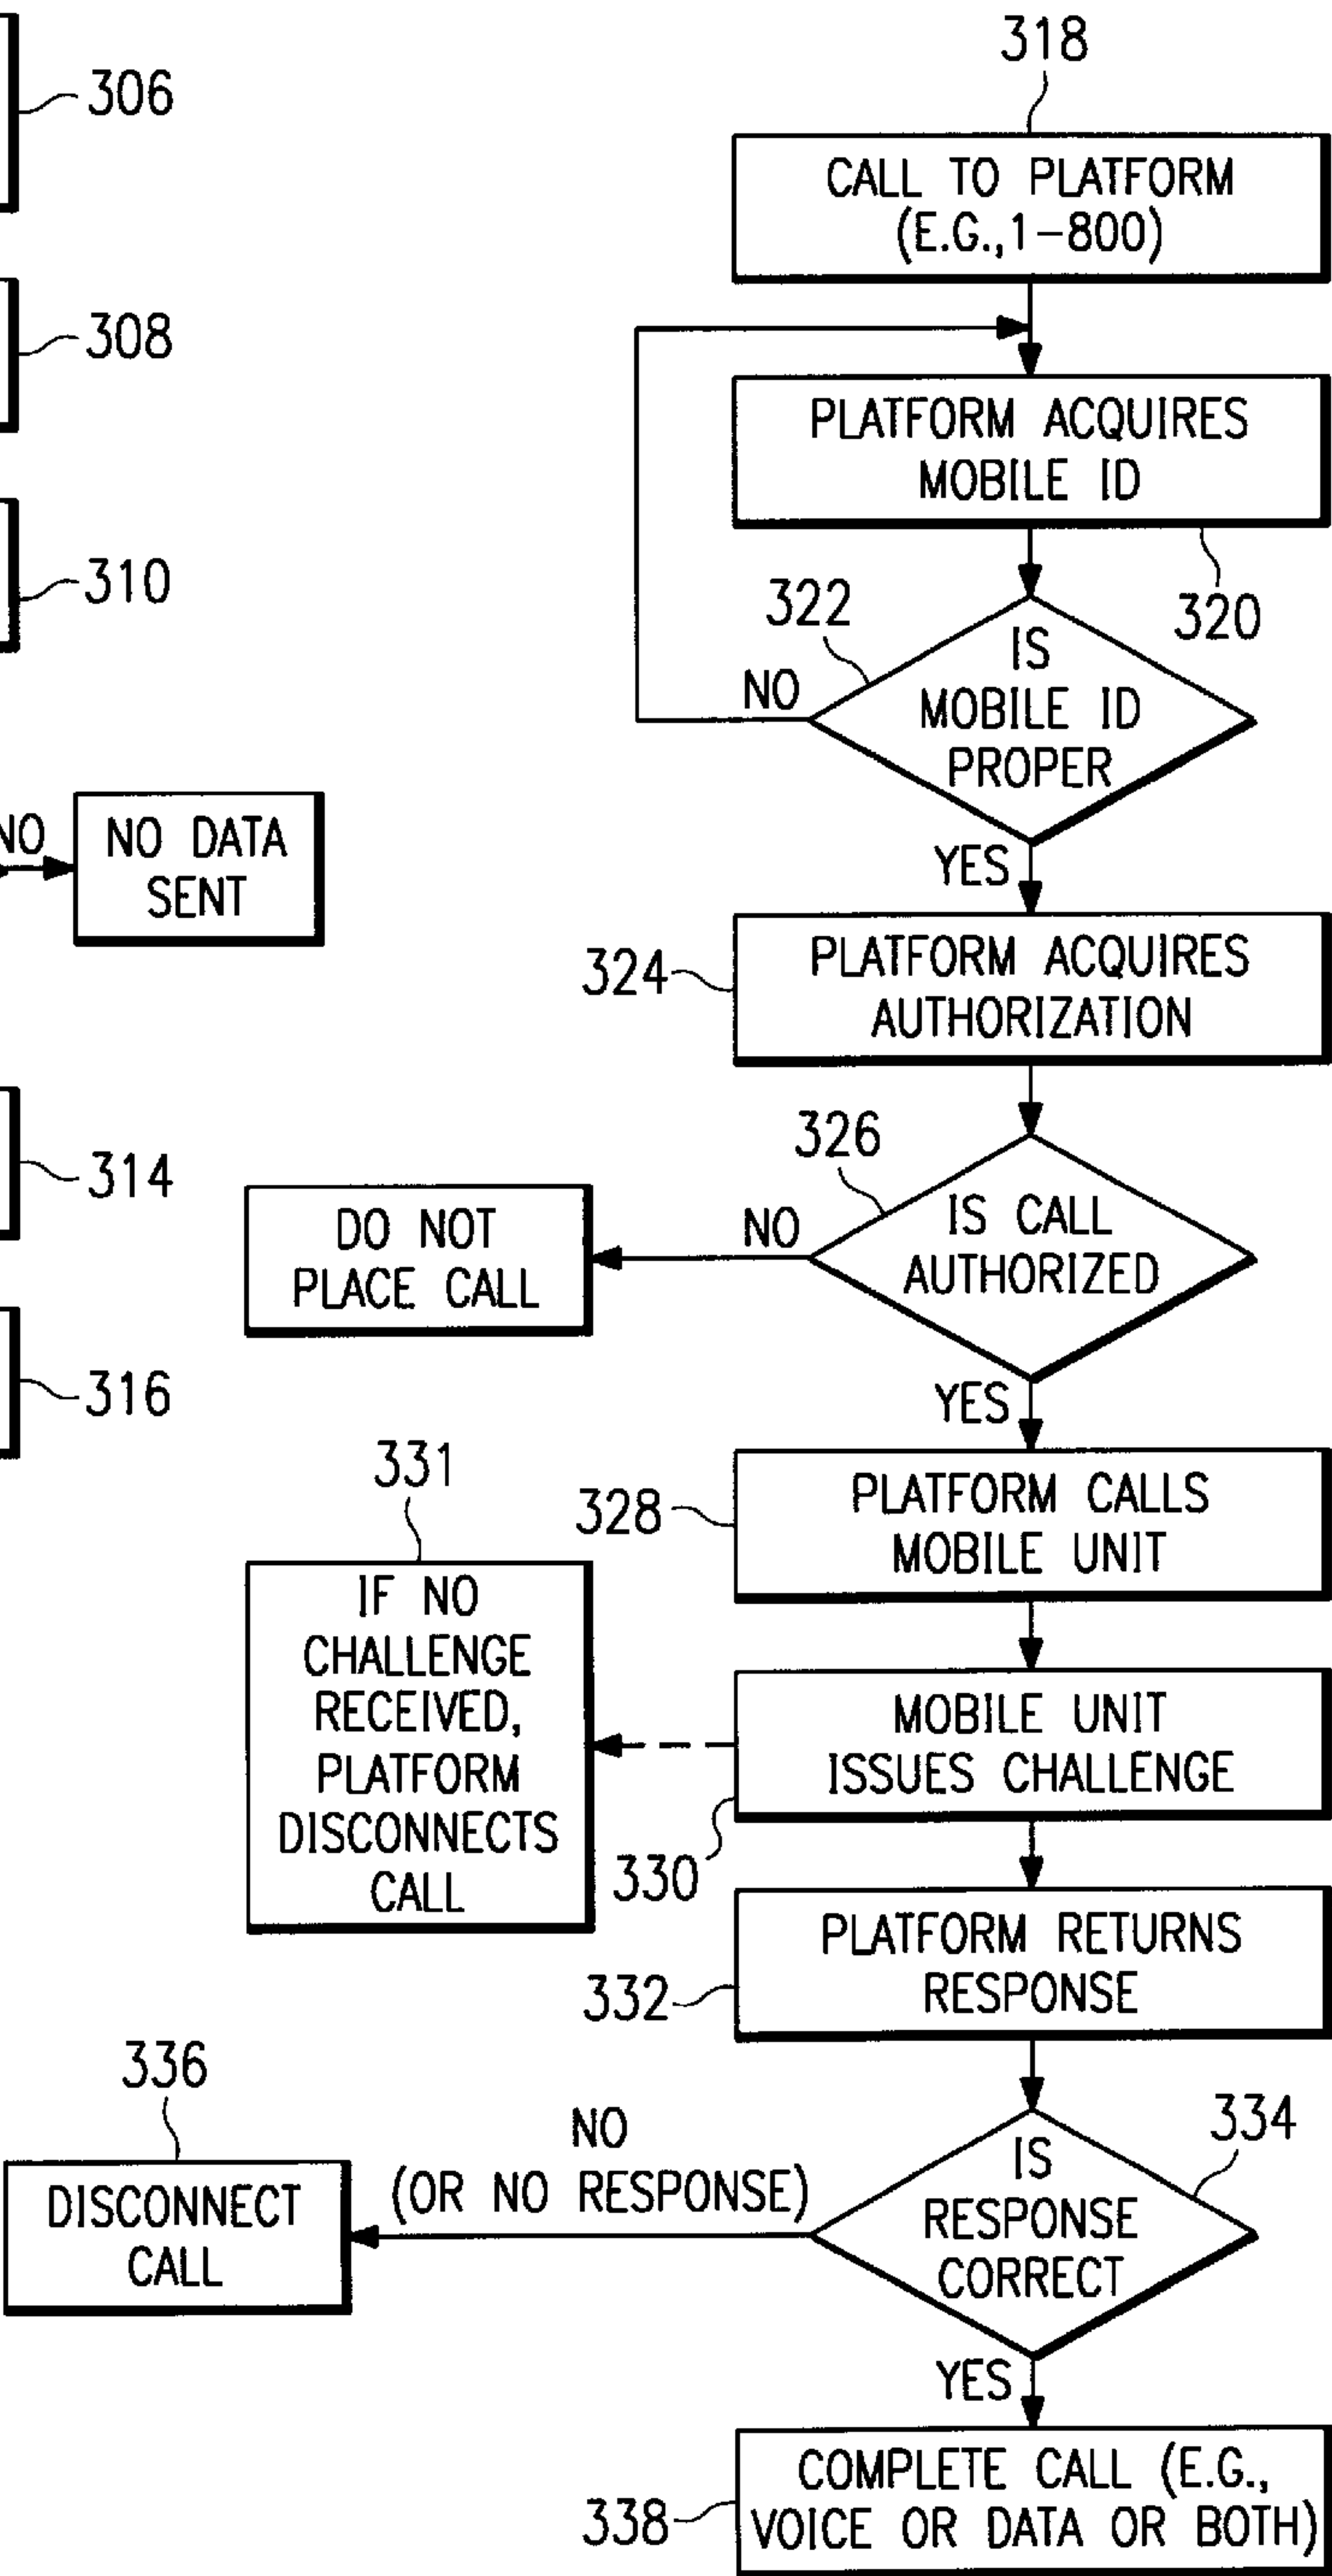 306
308
310
NO
NO DATA
SENT
314
316
318
CALL TO PLATFORM
(E.G.,1-800)
PLATFORM ACQUIRES
MOBILE ID
320
322
IS
MOBILE ID
PROPER
NO
YES
324
PLATFORM ACQUIRES
AUTHORIZATION
326
IS CALL
AUTHORIZED
NO
DO NOT
PLACE CALL
YES
328
PLATFORM CALLS
MOBILE UNIT
331
IF NO
CHALLENGE
RECEIVED,
PLATFORM
DISCONNECTS
CALL
MOBILE UNIT
ISSUES CHALLENGE
330
PLATFORM RETURNS
RESPONSE
332
334
IS
RESPONSE
CORRECT
NO
(OR NO RESPONSE)
336
DISCONNECT
CALL
YES
338
COMPLETE CALL (E.G.,
VOICE OR DATA OR BOTH)